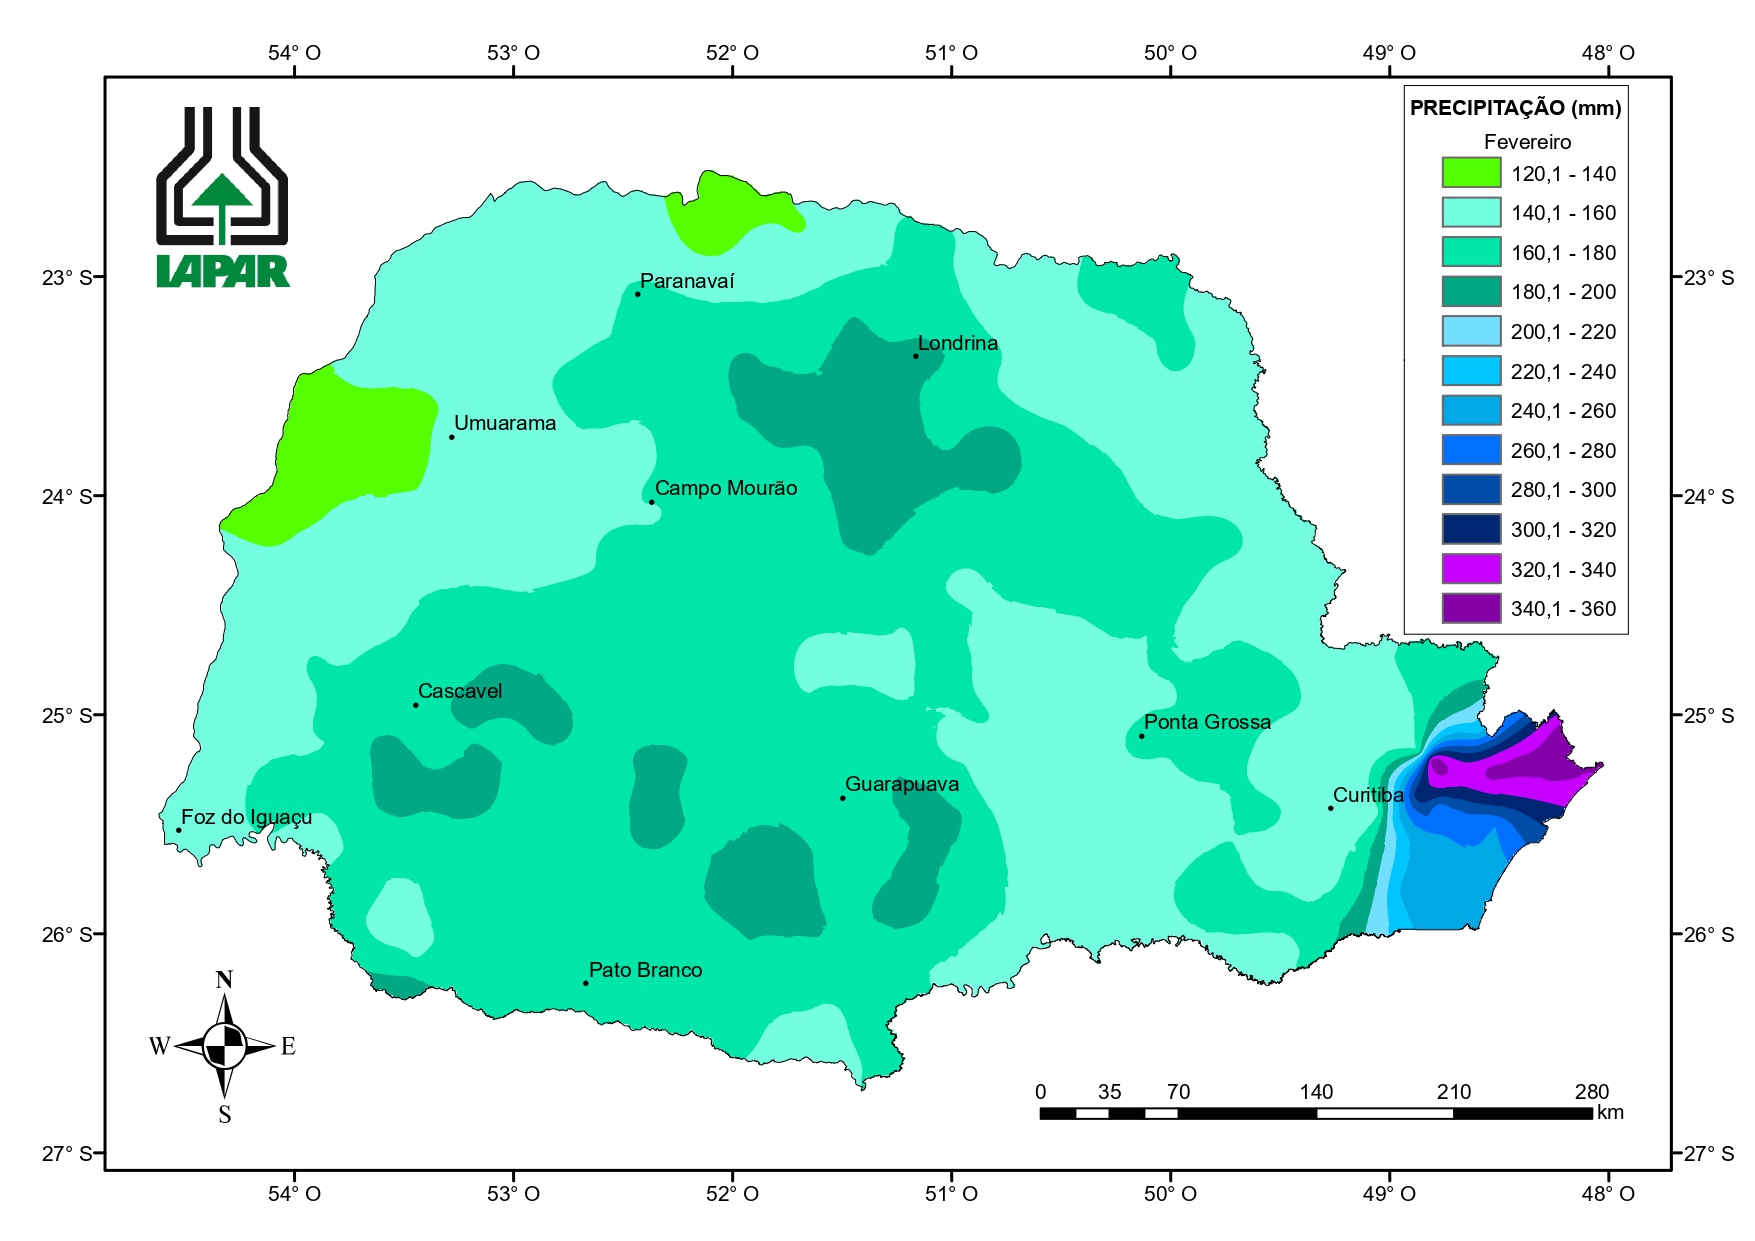 54° O 53° O 52° O 51° O 50° O 49° O 48° O
IAPAR
PRECIPITAÇÃO (mm)
Fevereiro
120,1 - 140
140,1 - 160
160,1 - 180
180,1 - 200
200,1 - 220
220,1 - 240
240,1 - 260
260,1 - 280
280,1 - 300
300,1 - 320
320,1 - 340
340,1 - 360
23° S 23° S
Paranavaí
Londrina
Umuarama
Campo Mourão
24° S 24° S
Cascavel
25° S 25° S
Ponta Grossa
Guarapuava
Curitiba
Foz do Iguaçu
26° S 26° S
Pato Branco
N
W E
S
0 35 70 140 210 280
km
27° S 27° S
54° O 53° O 52° O 51° O 50° O 49° O 48° O